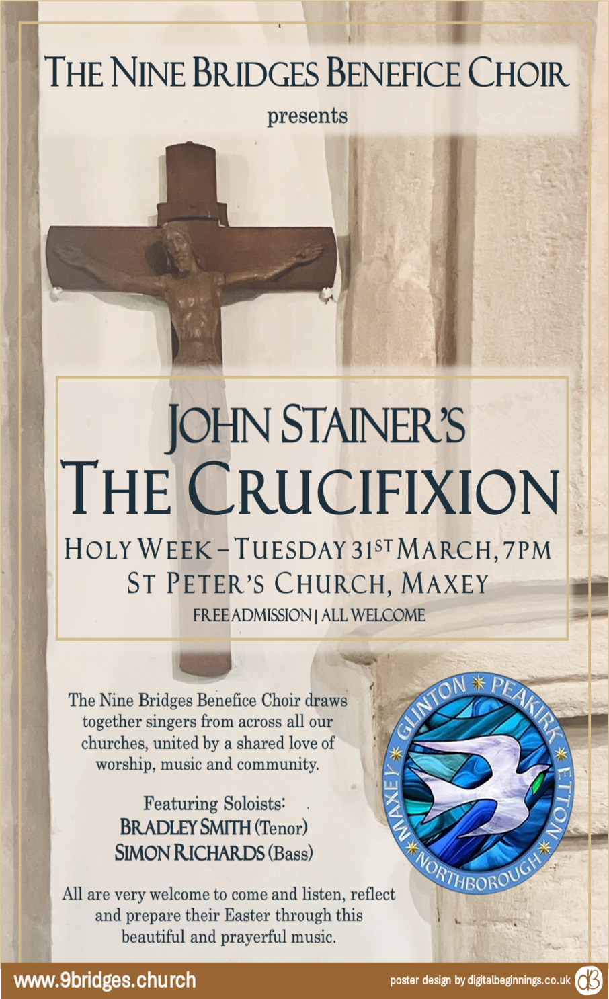 THE NINE BRIDGES BENEFICE CHOIR
presents
JOHN STAINER'S
THE CRUCIFIXION
HOLY WEEK – TUESDAY 31ST MARCH, 7PM
ST PETER'S CHURCH, MAXEY
FREE ADMISSION | ALL WELCOME
The Nine Bridges Benefice Choir draws
together singers from across all our
churches, united by a shared love of
worship, music and community.
Featuring Soloists:
BRADLEY SMITH (Tenor)
SIMON RICHARDS (Bass)
All are very welcome to come and listen, reflect
and prepare their Easter through this
beautiful and prayerful music.
MAXEY GLINTON PEAKIRK ETTON
NORTHBOROUGH
www.9bridges.church
poster design by digitalbeginnings.co.uk
dB